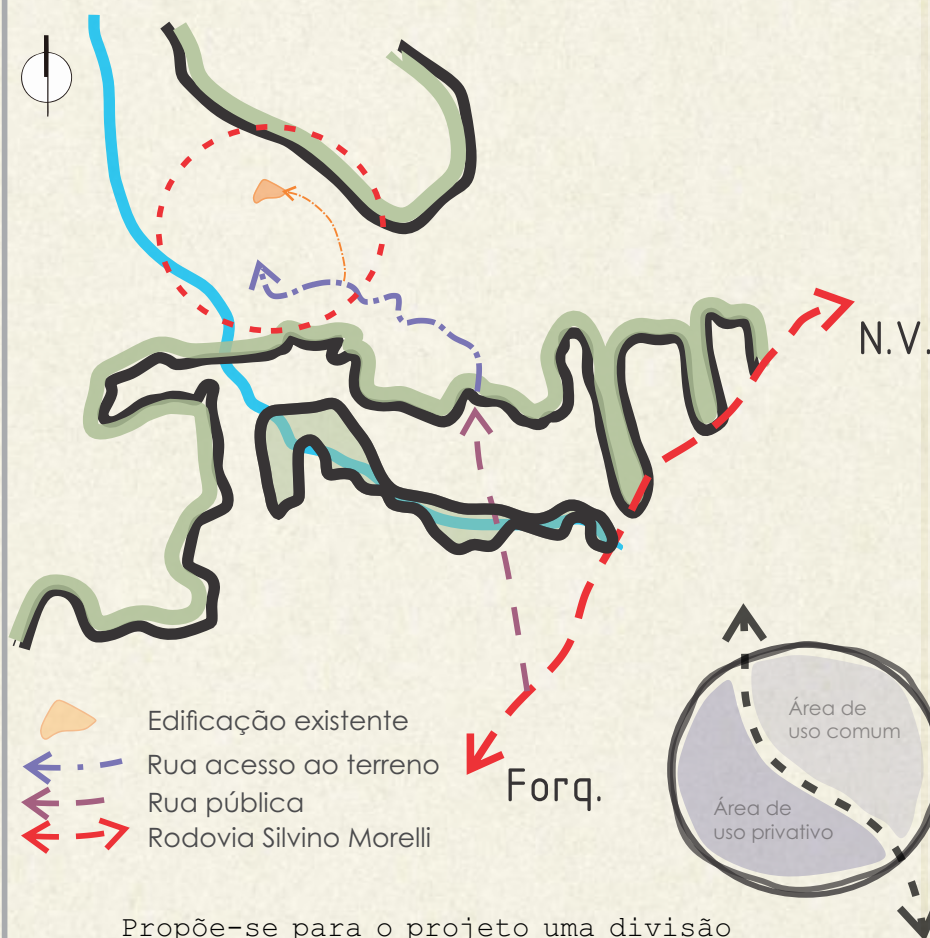 N.V.
Forq.
Edificação existente
Rua acesso ao terreno
Rua pública
Rodovia Silvino Morelli
Área de
uso comum
Área de
uso privativo
Propõe-se para o projeto uma divisão